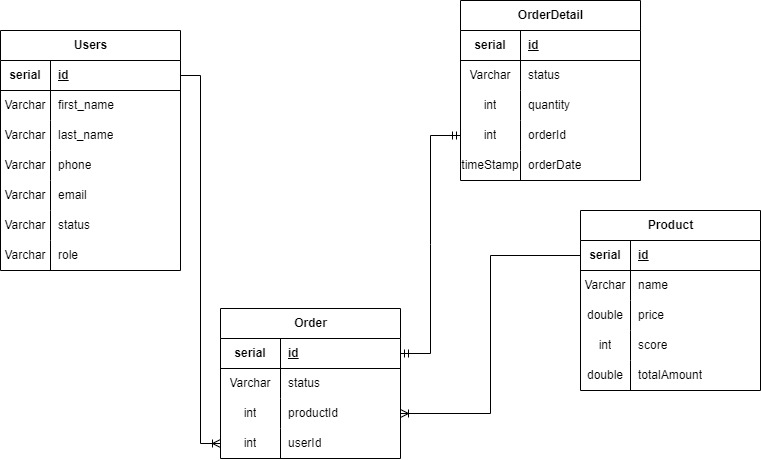 Users
serial id
Varchar first_name
Varchar last_name
Varchar phone
Varchar email
Varchar status
Varchar role
OrderDetail
serial id
Varchar status
int quantity
int orderId
timeStamp orderDate
Product
serial id
Varchar name
double price
int score
double totalAmount
Order
serial id
Varchar status
int productId
int userId